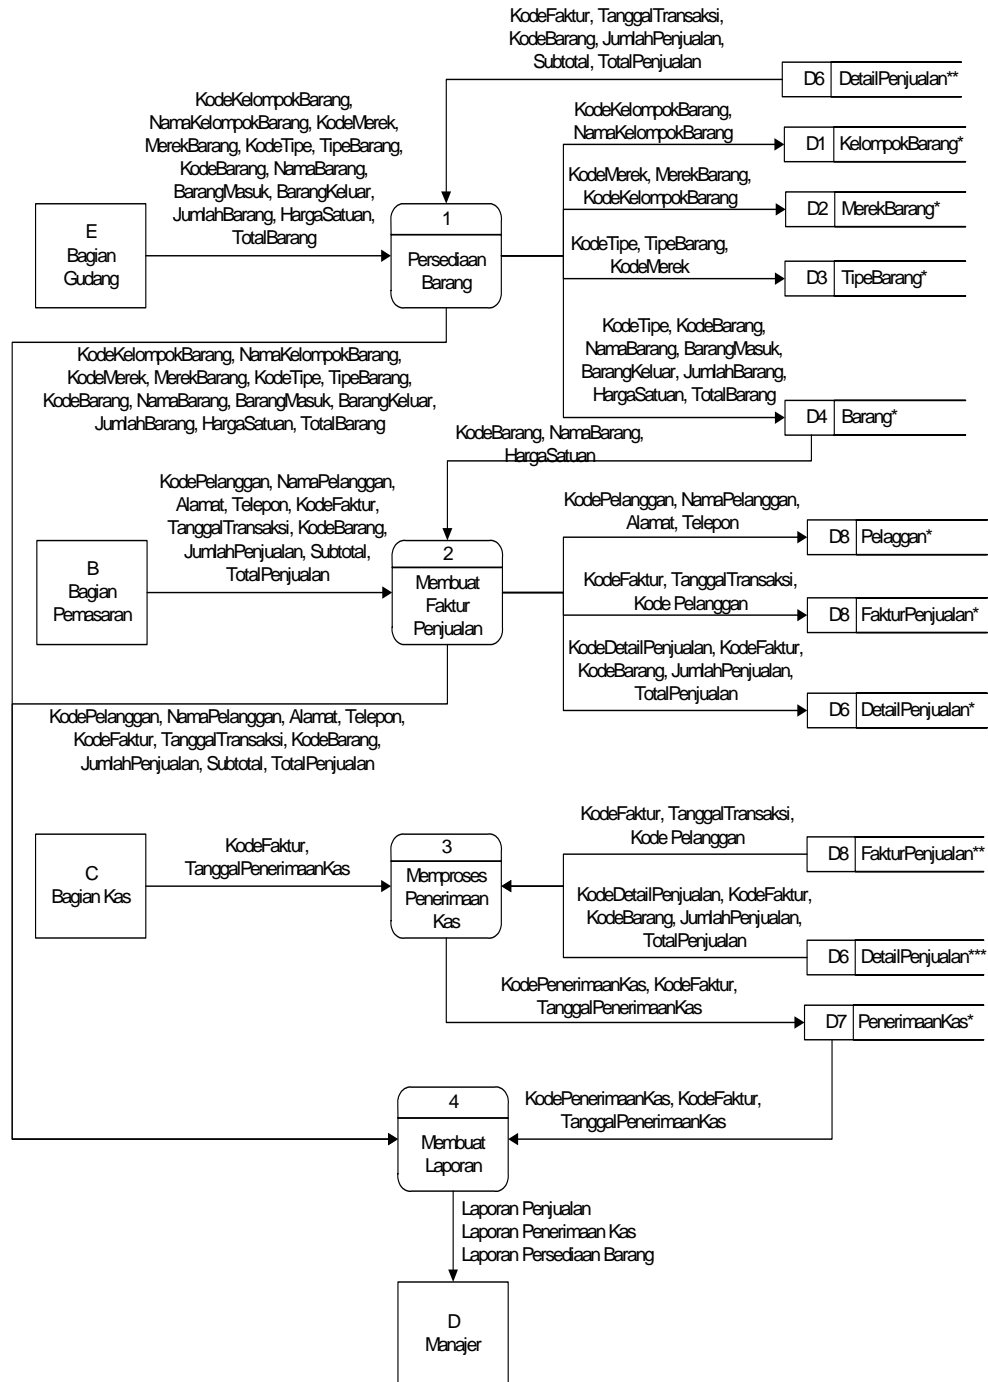 KodeFaktur, TanggalTransaksi,
KodeBarang, JumlahPenjualan,
Subtotal, TotalPenjualan
D6 DetailPenjualan**
KodeKelompokBarang,
NamaKelompokBarang, KodeMerek,
MerekBarang, KodeTipe, TipeBarang,
KodeBarang, NamaBarang,
BarangMasuk, BarangKeluar,
JumlahBarang, HargaSatuan,
TotalBarang
KodeKelompokBarang,
NamaKelompokBarang
D1 KelompokBarang*
KodeMerek, MerekBarang,
KodeKelompokBarang
D2 MerekBarang*
E
Bagian
Gudang
1
Persediaan
Barang
KodeTipe, TipeBarang,
KodeMerek
D3 TipeBarang*
KodeTipe, KodeBarang,
NamaBarang, BarangMasuk,
BarangKeluar, JumlahBarang,
HargaSatuan, TotalBarang
D4 Barang*
KodeKelompokBarang, NamaKelompokBarang,
KodeMerek, MerekBarang, KodeTipe, TipeBarang,
KodeBarang, NamaBarang, BarangMasuk, BarangKeluar,
JumlahBarang, HargaSatuan, TotalBarang
KodeBarang, NamaBarang,
HargaSatuan
KodePelanggan, NamaPelanggan,
Alamat, Telepon, KodeFaktur,
TanggalTransaksi, KodeBarang,
JumlahPenjualan, Subtotal,
TotalPenjualan
KodePelanggan, NamaPelanggan,
Alamat, Telepon
D8 Pelaggan*
B
Bagian
Pemasaran
2
Membuat
Faktur
Penjualan
KodeFaktur, TanggalTransaksi,
Kode Pelanggan
D8 FakturPenjualan*
KodeDetailPenjualan, KodeFaktur,
KodeBarang, JumlahPenjualan,
TotalPenjualan
D6 DetailPenjualan*
KodePelanggan, NamaPelanggan, Alamat, Telepon,
KodeFaktur, TanggalTransaksi, KodeBarang,
JumlahPenjualan, Subtotal, TotalPenjualan
KodeFaktur, TanggalTransaksi,
Kode Pelanggan
D8 FakturPenjualan**
C
Bagian Kas
KodeFaktur,
TanggalPenerimaanKas
3
Memproses
Penerimaan
Kas
KodeDetailPenjualan, KodeFaktur,
KodeBarang, JumlahPenjualan,
TotalPenjualan
D6 DetailPenjualan***
KodePenerimaanKas, KodeFaktur,
TanggalPenerimaanKas
D7 PenerimaanKas*
4
Membuat
Laporan
KodePenerimaanKas, KodeFaktur,
TanggalPenerimaanKas
Laporan Penjualan
Laporan Penerimaan Kas
Laporan Persediaan Barang
D
Manajer